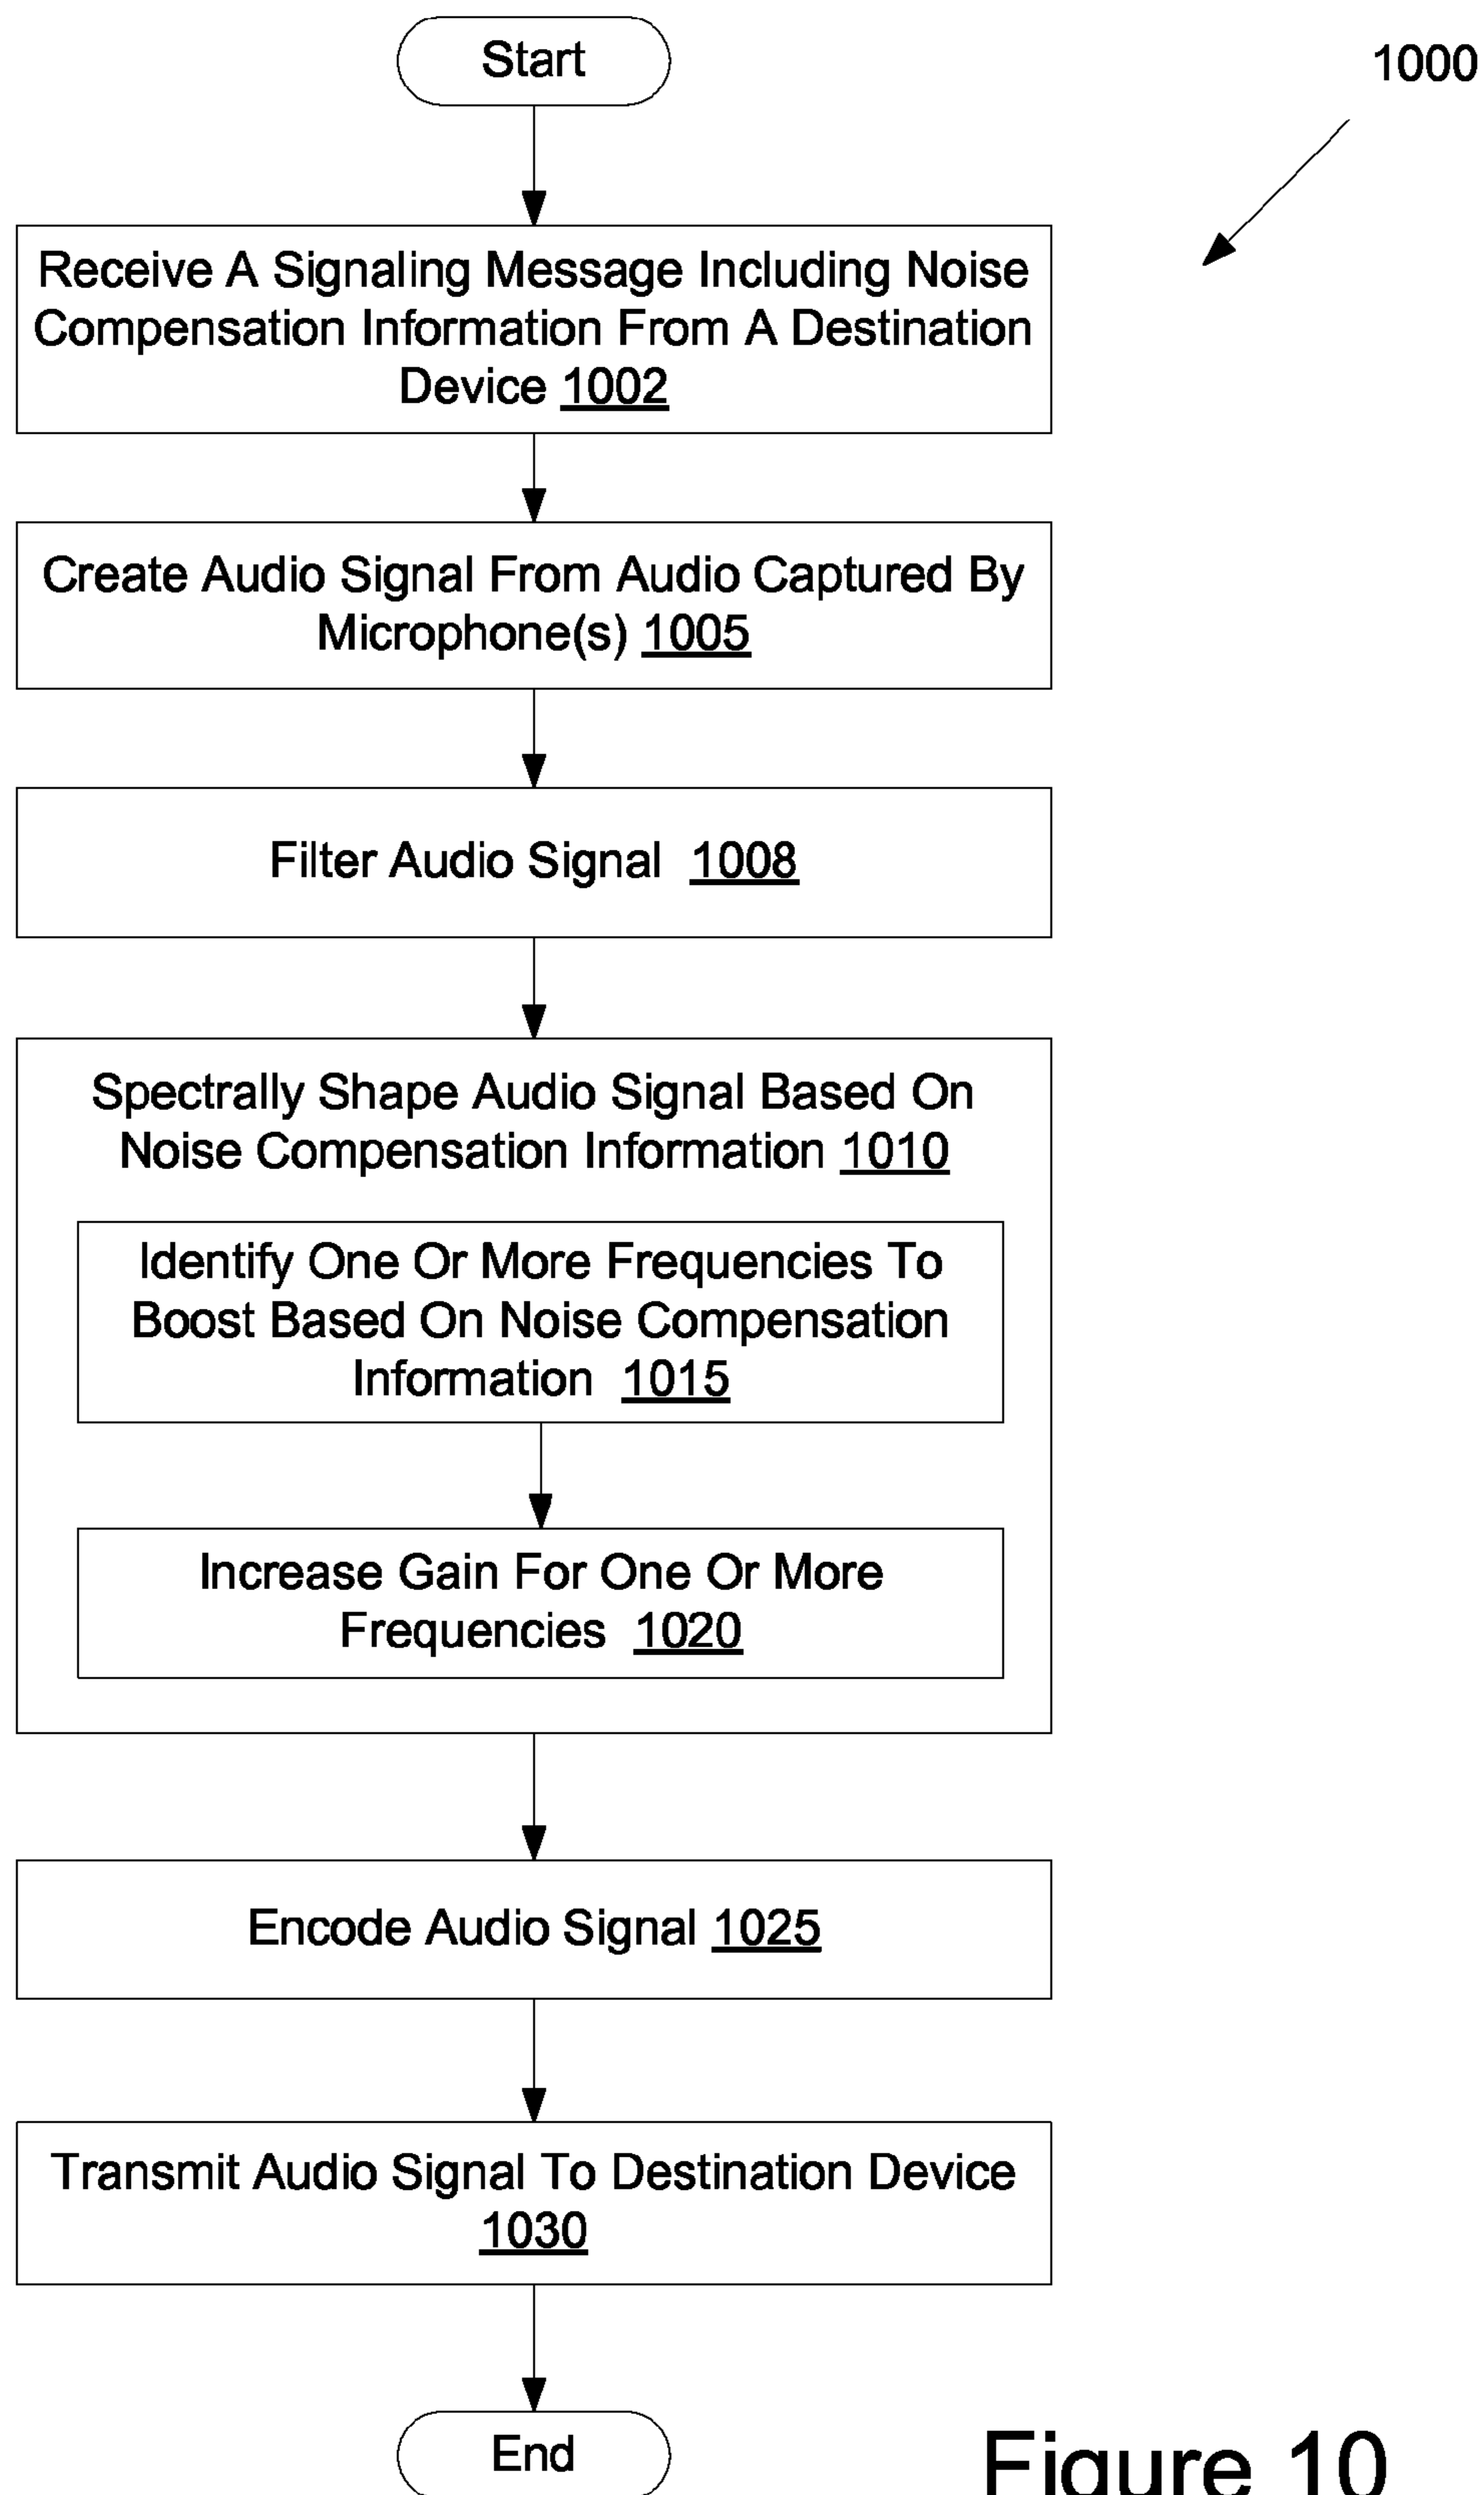 Start
1000
Receive A Signaling Message Including Noise
Compensation Information From A Destination
Device 1002
Create Audio Signal From Audio Captured By
Microphone(s) 1005
Filter Audio Signal 1008
Spectrally Shape Audio Signal Based On
Noise Compensation Information 1010
Identify One Or More Frequencies To
Boost Based On Noise Compensation
Information 1015
Increase Gain For One Or More
Frequencies 1020
Encode Audio Signal 1025
Transmit Audio Signal To Destination Device
1030
End
Figure 10